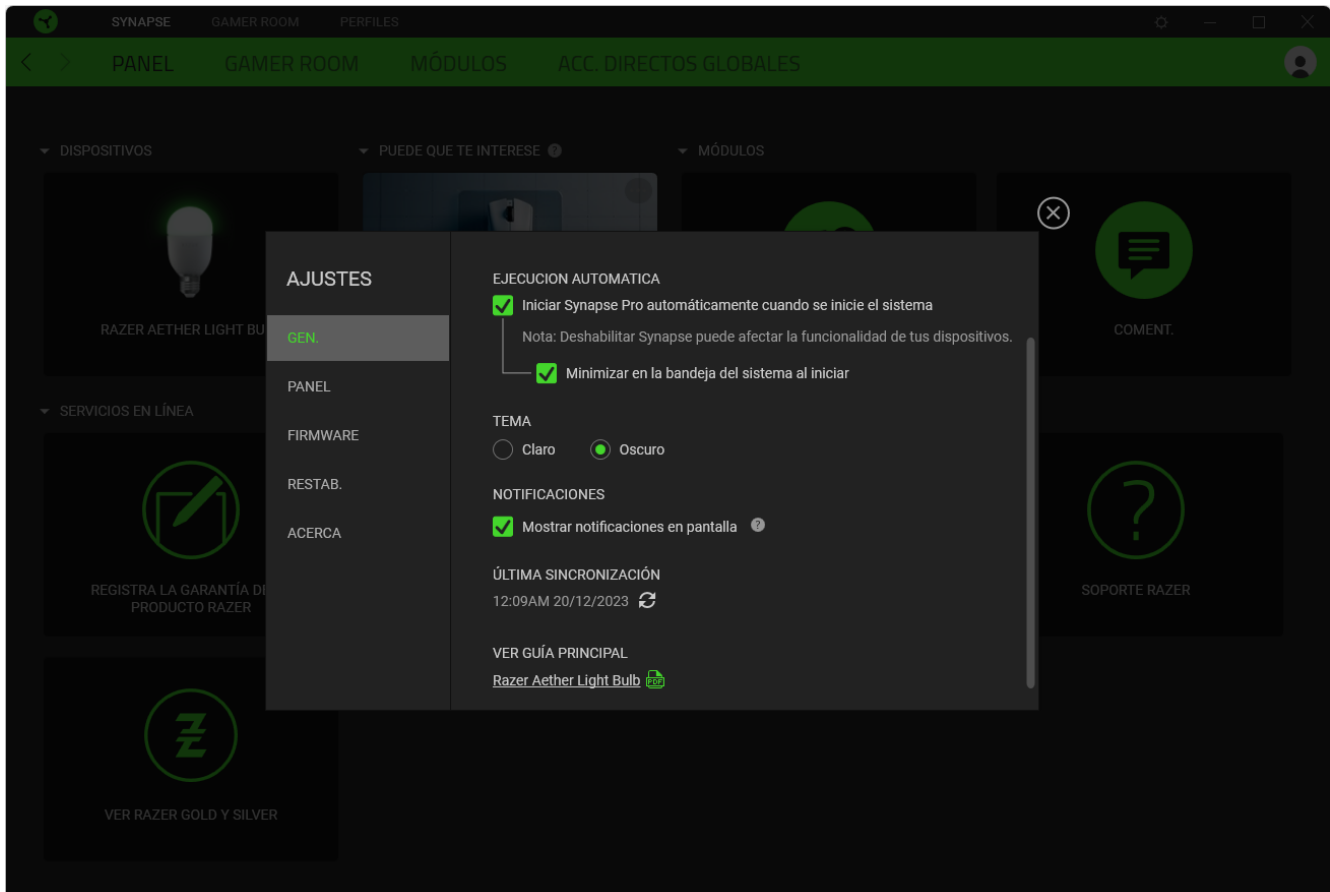 SYNAPSE
GAMER ROOM
PERFILES
PANEL
GAMER ROOM
MÓDULOS
ACC. DIRECTOS GLOBALES
DISPOSITIVOS
PUEDE QUE TE INTERESE ?
MÓDULOS
RAZER AETHER LIGHT BU
COMENT.
SERVICIOS EN LÍNEA
REGISTRA LA GARANTÍA DE
PRODUCTO RAZER
SOPORTE RAZER
VER RAZER GOLD Y SILVER
AJUSTES
GEN.
PANEL
FIRMWARE
RESTAB.
ACERCA
EJECUCION AUTOMATICA
Iniciar Synapse Pro automáticamente cuando se inicie el sistema
Nota: Deshabilitar Synapse puede afectar la funcionalidad de tus dispositivos.
Minimizar en la bandeja del sistema al iniciar
TEMA
Claro
Oscuro
NOTIFICACIONES
Mostrar notificaciones en pantalla ?
ÚLTIMA SINCRONIZACIÓN
12:09AM 20/12/2023
VER GUÍA PRINCIPAL
Razer Aether Light Bulb PDF